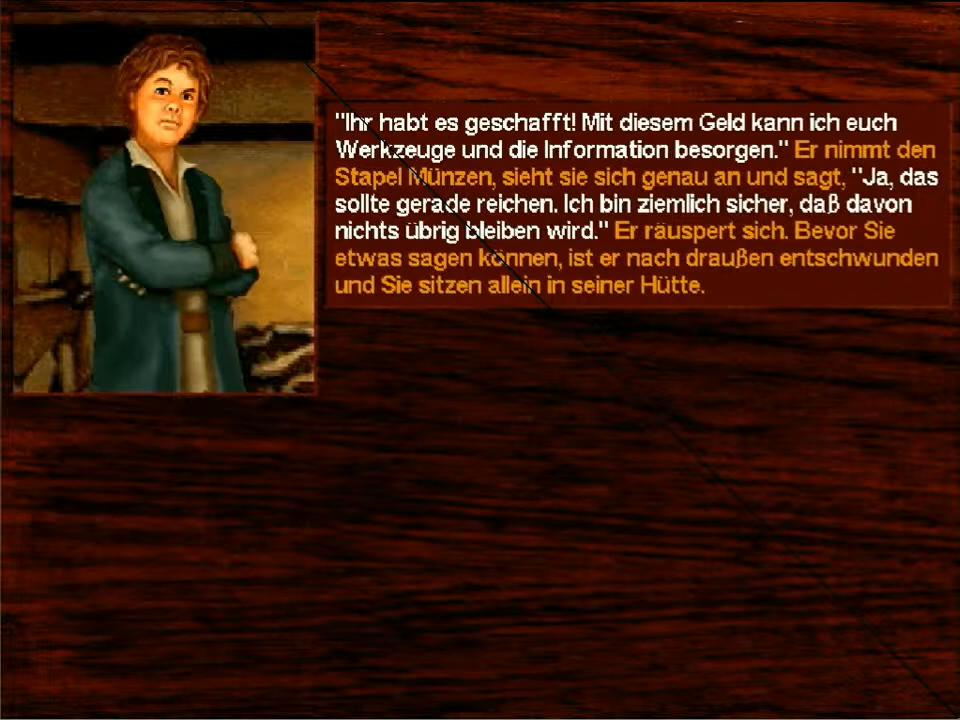 "Ihr habt es geschafft! Mit diesem Geld kann ich euch
Werkzeuge und die Information besorgen." Er nimmt den
Stapel Münzen, sieht sie sich genau an und sagt, "Ja, das
sollte gerade reichen. Ich bin ziemlich sicher, daß davon
nichts übrig bleiben wird." Er räuspert sich. Bevor Sie
etwas sagen können, ist er nach draußen entschwunden
und Sie sitzen allein in seiner Hütte.